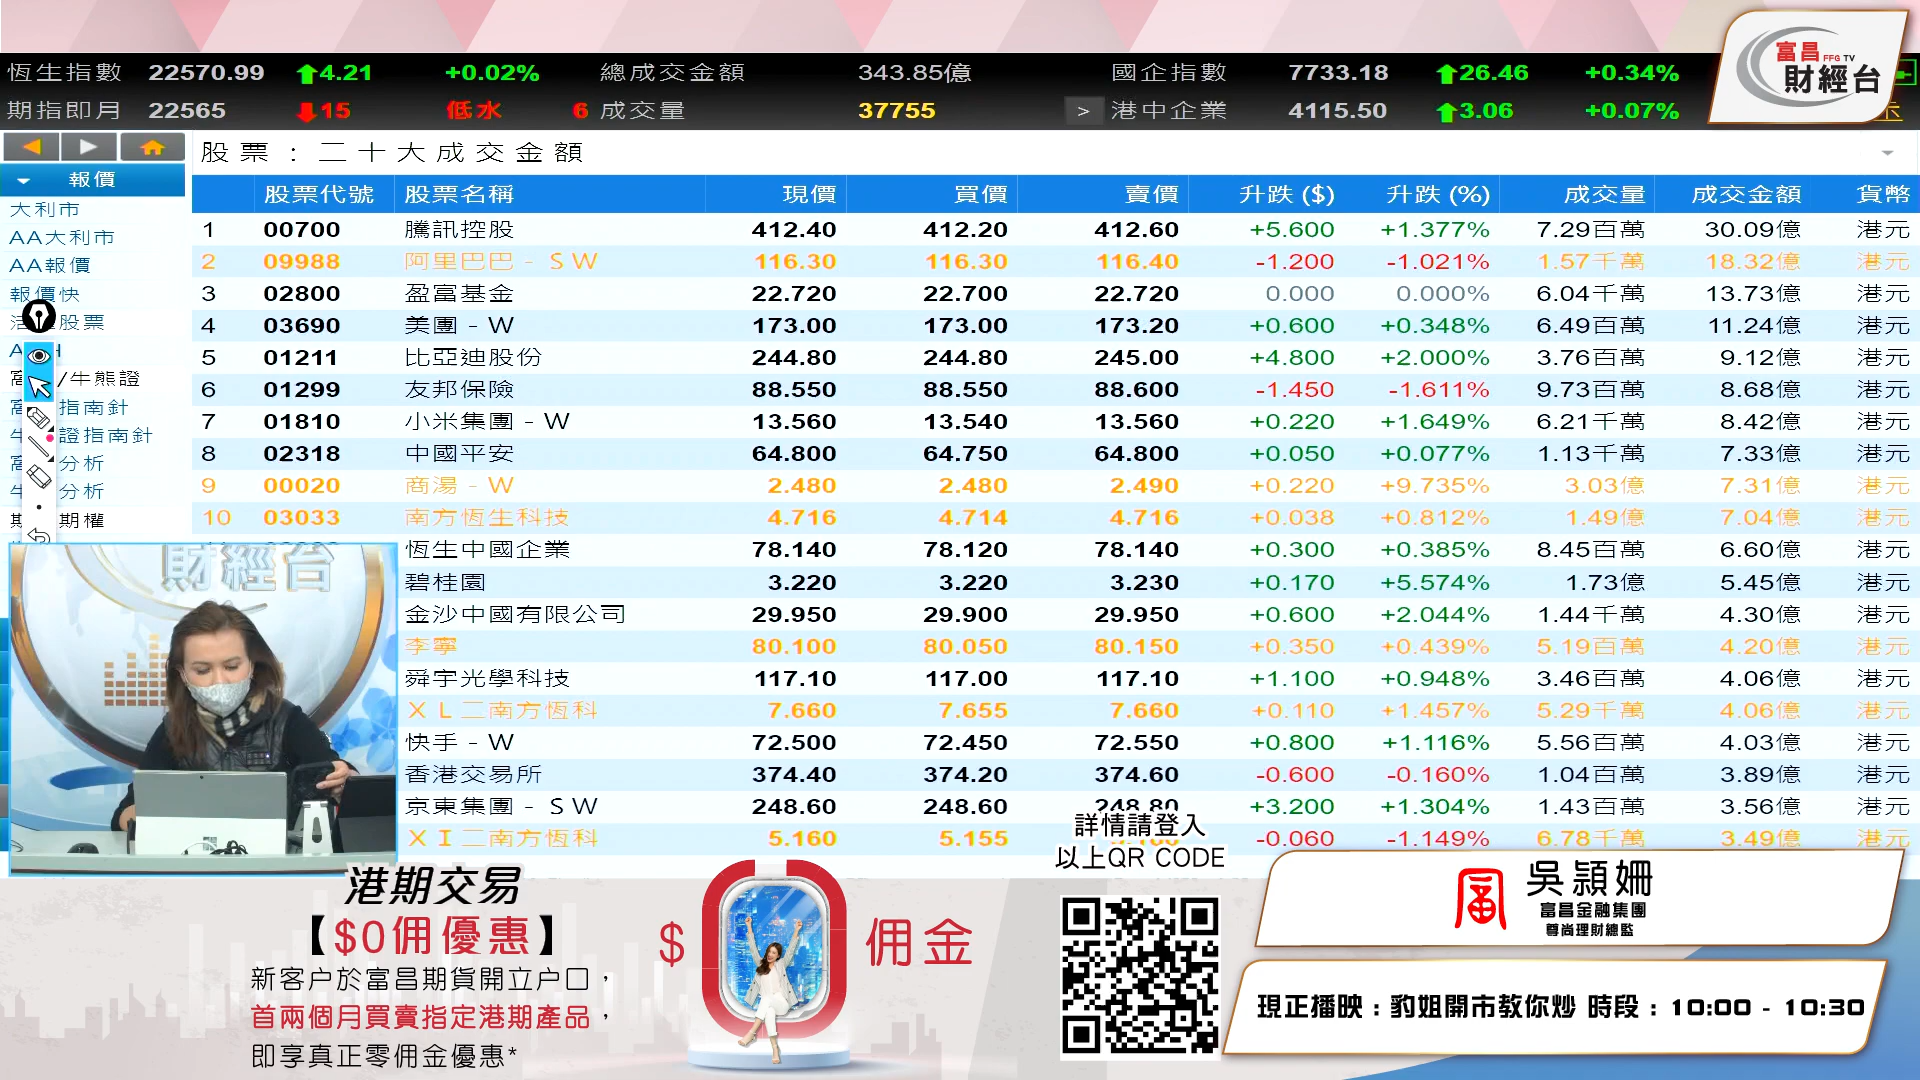 恆生指數 22570.99 4.21 +0.02% 總成交金額 343.85億 國企指數 7733.18 26.46 +0.34%
期指即月 22565 15 低水 6 成交量 37755 > 港中企業 4115.50 3.06 +0.07%
富昌 FFG TV
財經台
股票：二十大成交金額
報價
大利市
AA大利市
AA報價
報價快
股票
/牛熊證
指南針
證指南針
分析
分析
期權
股票代號 股票名稱 現價 買價 賣價 升跌 ($) 升跌 (%) 成交量 成交金額 貨幣
1 00700 騰訊控股 412.40 412.20 412.60 +5.600 +1.377% 7.29百萬 30.09億 港元
2 09988 阿里巴巴 - ＳＷ 116.30 116.30 116.40 -1.200 -1.021% 1.57千萬 18.32億 港元
3 02800 盈富基金 22.720 22.700 22.720 0.000 0.000% 6.04千萬 13.73億 港元
4 03690 美團 - W 173.00 173.00 173.20 +0.600 +0.348% 6.49百萬 11.24億 港元
5 01211 比亞迪股份 244.80 244.80 245.00 +4.800 +2.000% 3.76百萬 9.12億 港元
6 01299 友邦保險 88.550 88.550 88.600 -1.450 -1.611% 9.73百萬 8.68億 港元
7 01810 小米集團 - W 13.560 13.540 13.560 +0.220 +1.649% 6.21千萬 8.42億 港元
8 02318 中國平安 64.800 64.750 64.800 +0.050 +0.077% 1.13千萬 7.33億 港元
9 00020 商湯 - W 2.480 2.480 2.490 +0.220 +9.735% 3.03億 7.31億 港元
10 03033 南方恆生科技 4.716 4.714 4.716 +0.038 +0.812% 1.49億 7.04億 港元
恆生中國企業 78.140 78.120 78.140 +0.300 +0.385% 8.45百萬 6.60億 港元
碧桂園 3.220 3.220 3.230 +0.170 +5.574% 1.73億 5.45億 港元
金沙中國有限公司 29.950 29.900 29.950 +0.600 +2.044% 1.44千萬 4.30億 港元
李寧 80.100 80.050 80.150 +0.350 +0.439% 5.19百萬 4.20億 港元
舜宇光學科技 117.10 117.00 117.10 +1.100 +0.948% 3.46百萬 4.06億 港元
ＸＬ二南方恆科 7.660 7.655 7.660 +0.110 +1.457% 5.29千萬 4.06億 港元
快手 - W 72.500 72.450 72.550 +0.800 +1.116% 5.56百萬 4.03億 港元
香港交易所 374.40 374.20 374.60 -0.600 -0.160% 1.04百萬 3.89億 港元
京東集團 - ＳＷ 248.60 248.60 248.80 +3.200 +1.304% 1.43百萬 3.56億 港元
ＸＩ二南方恆科 5.160 5.155 -0.060 -1.149% 6.78千萬 3.49億 港元
財經台
詳情請登入
以上QR CODE
港期交易
【$0佣優惠】
新客户於富昌期貨開立户口，
首兩個月買賣指定港期產品，
即享真正零佣金優惠*
$0佣金
吳頴姍
富昌金融集團
尊尚理財總監
現正播映：豹姐開市教你炒 時段：10:00 - 10:30